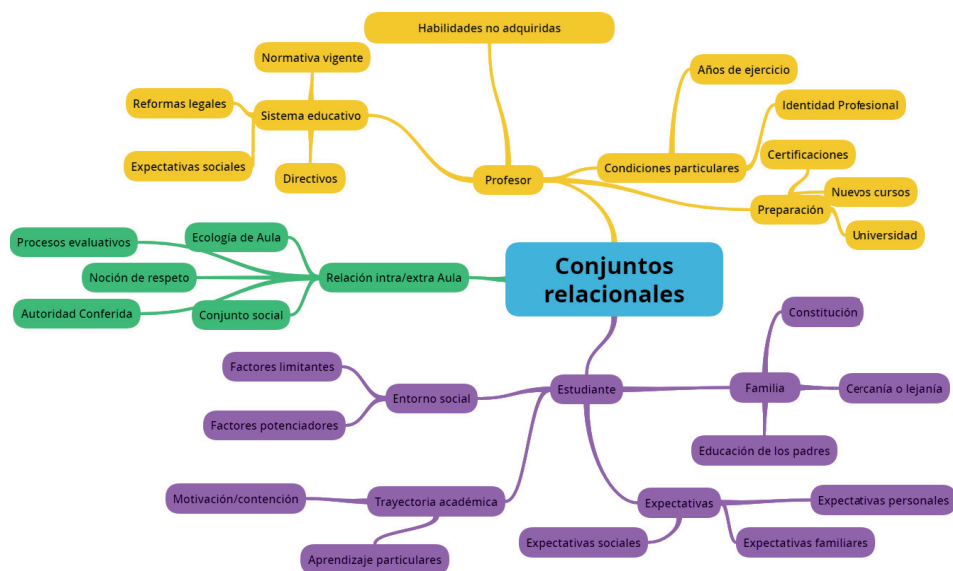 Habilidades no adquiridas
Normativa vigente
Reformas legales
Sistema educativo
Expectativas sociales
Directivos
Profesor
Años de ejercicio
Identidad Profesional
Condiciones particulares
Certificaciones
Nuevos cursos
Preparación
Universidad
Procesos evaluativos
Ecología de Aula
Noción de respeto
Relación intra/extra Aula
Autoridad Conferida
Conjunto social
Conjuntos
relacionales
Constitución
Factores limitantes
Entorno social
Estudiante
Familia
Cercanía o lejanía
Factores potenciadores
Educación de los padres
Motivación/contención
Trayectoria académica
Aprendizaje particulares
Expectativas
Expectativas personales
Expectativas sociales
Expectativas familiares